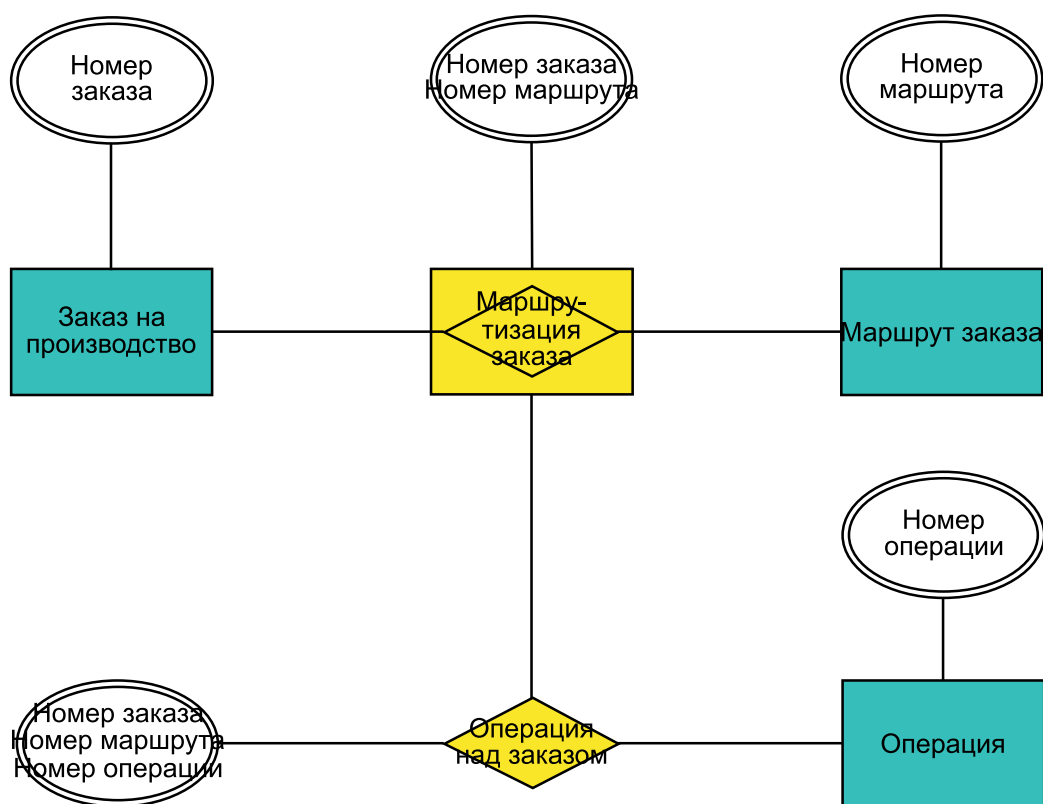 Номер
заказа
Номер заказа
Номер маршрута
Номер
маршрута
Заказ на
производство
Маршру-
тизация
заказа
Маршрут заказа
Номер
операции
Номер заказа
Номер маршрута
Номер операции
Операция
над заказом
Операция